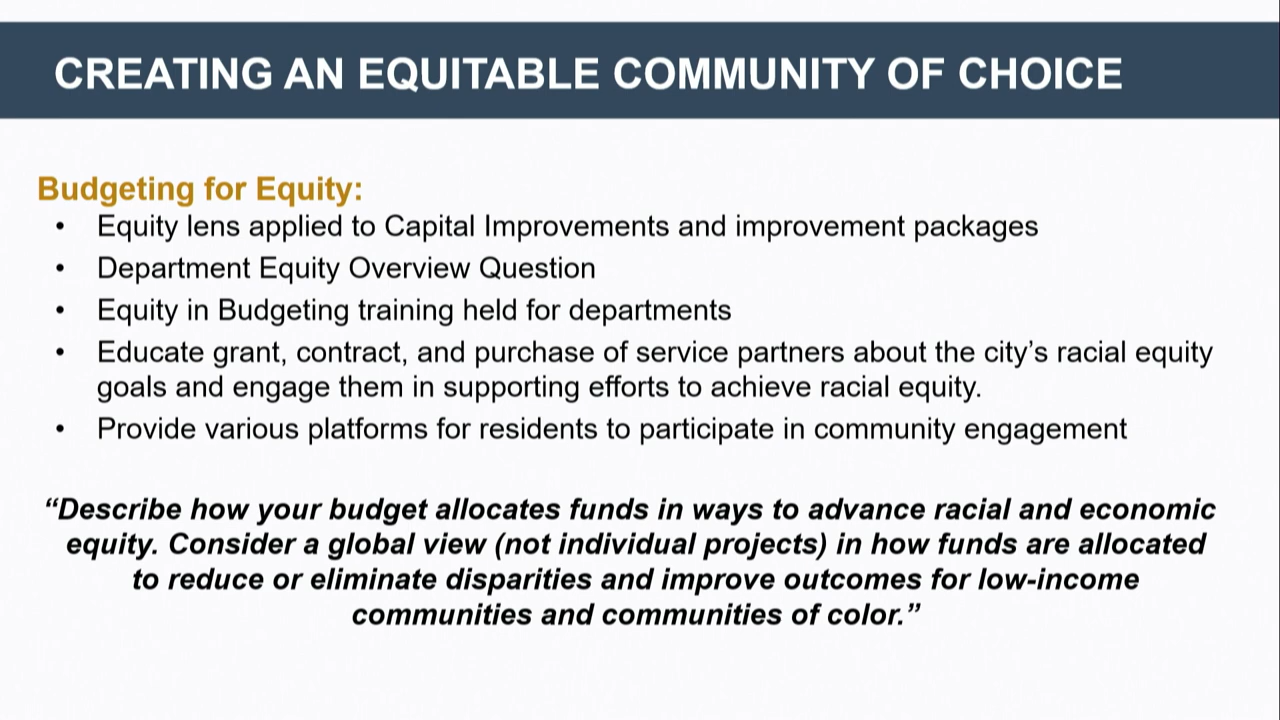 CREATING AN EQUITABLE COMMUNITY OF CHOICE
Budgeting for Equity:
• Equity lens applied to Capital Improvements and improvement packages
• Department Equity Overview Question
• Equity in Budgeting training held for departments
• Educate grant, contract, and purchase of service partners about the city’s racial equity
goals and engage them in supporting efforts to achieve racial equity.
• Provide various platforms for residents to participate in community engagement
“Describe how your budget allocates funds in ways to advance racial and economic
equity. Consider a global view (not individual projects) in how funds are allocated
to reduce or eliminate disparities and improve outcomes for low-income
communities and communities of color.”